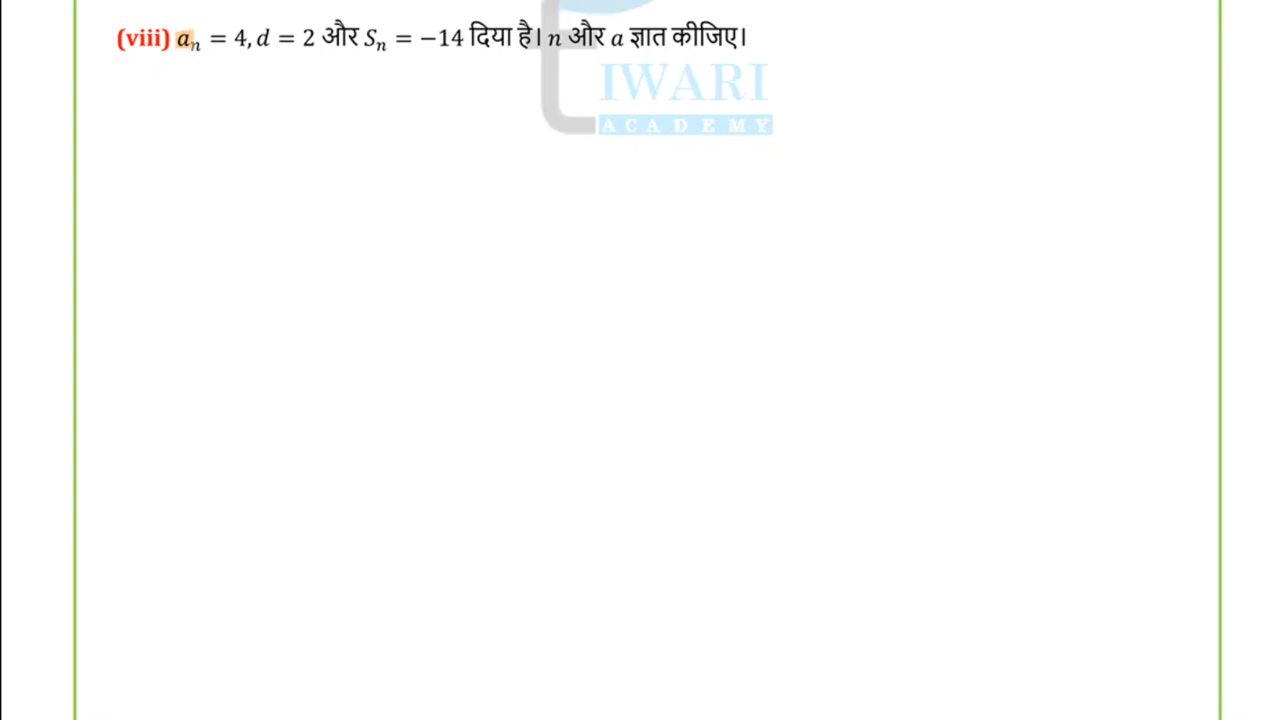 (viii) aₙ = 4, d = 2 और Sₙ = −14 दिया है। n और a ज्ञात कीजिए।
IWARI
ACADEMY